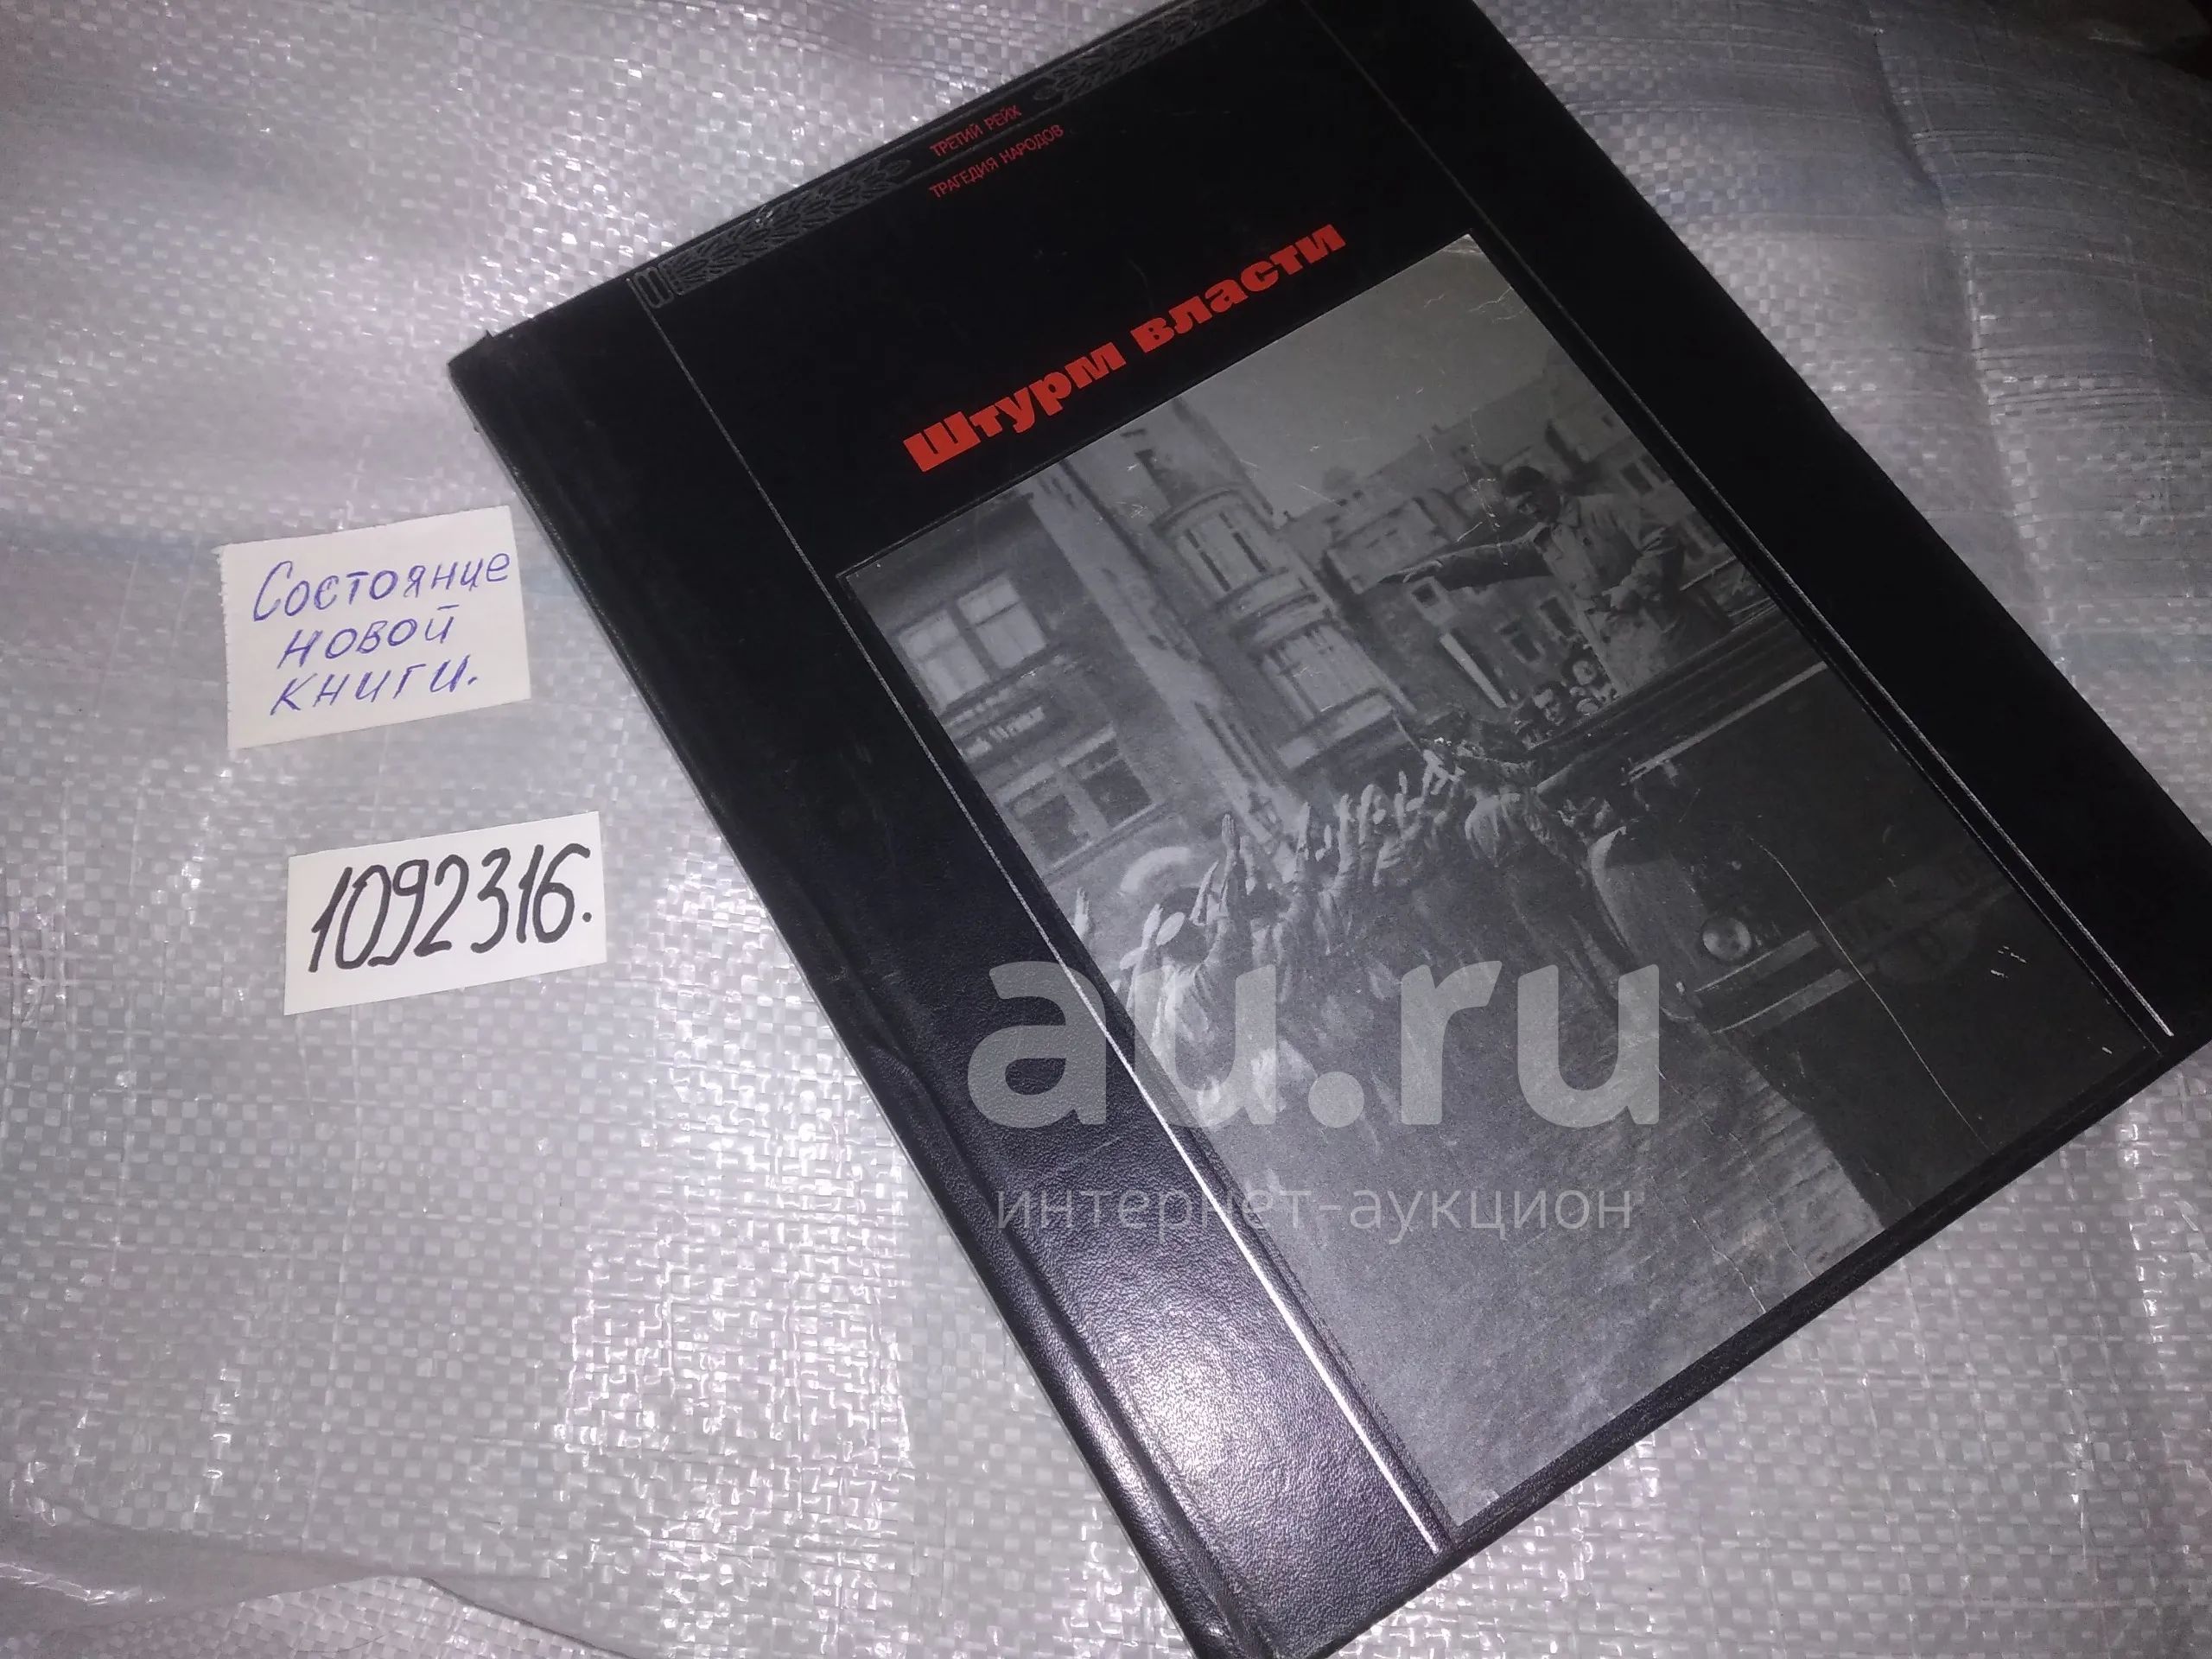 ТРЕТИЙ РЕЙХ
ТРАГЕДИЯ НАРОДОВ
Штурм власти
Состояние
новой
книги.
1092316.
au.ru
интернет-аукцион